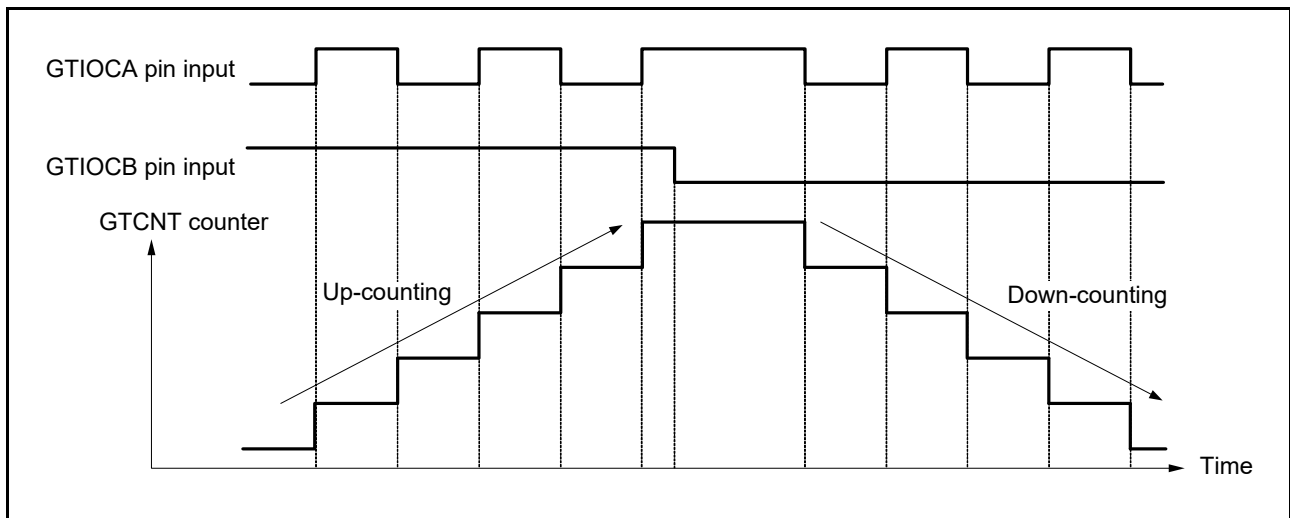 GTIOCA pin input
GTIOCB pin input
GTCNT counter
Up-counting
Down-counting
Time